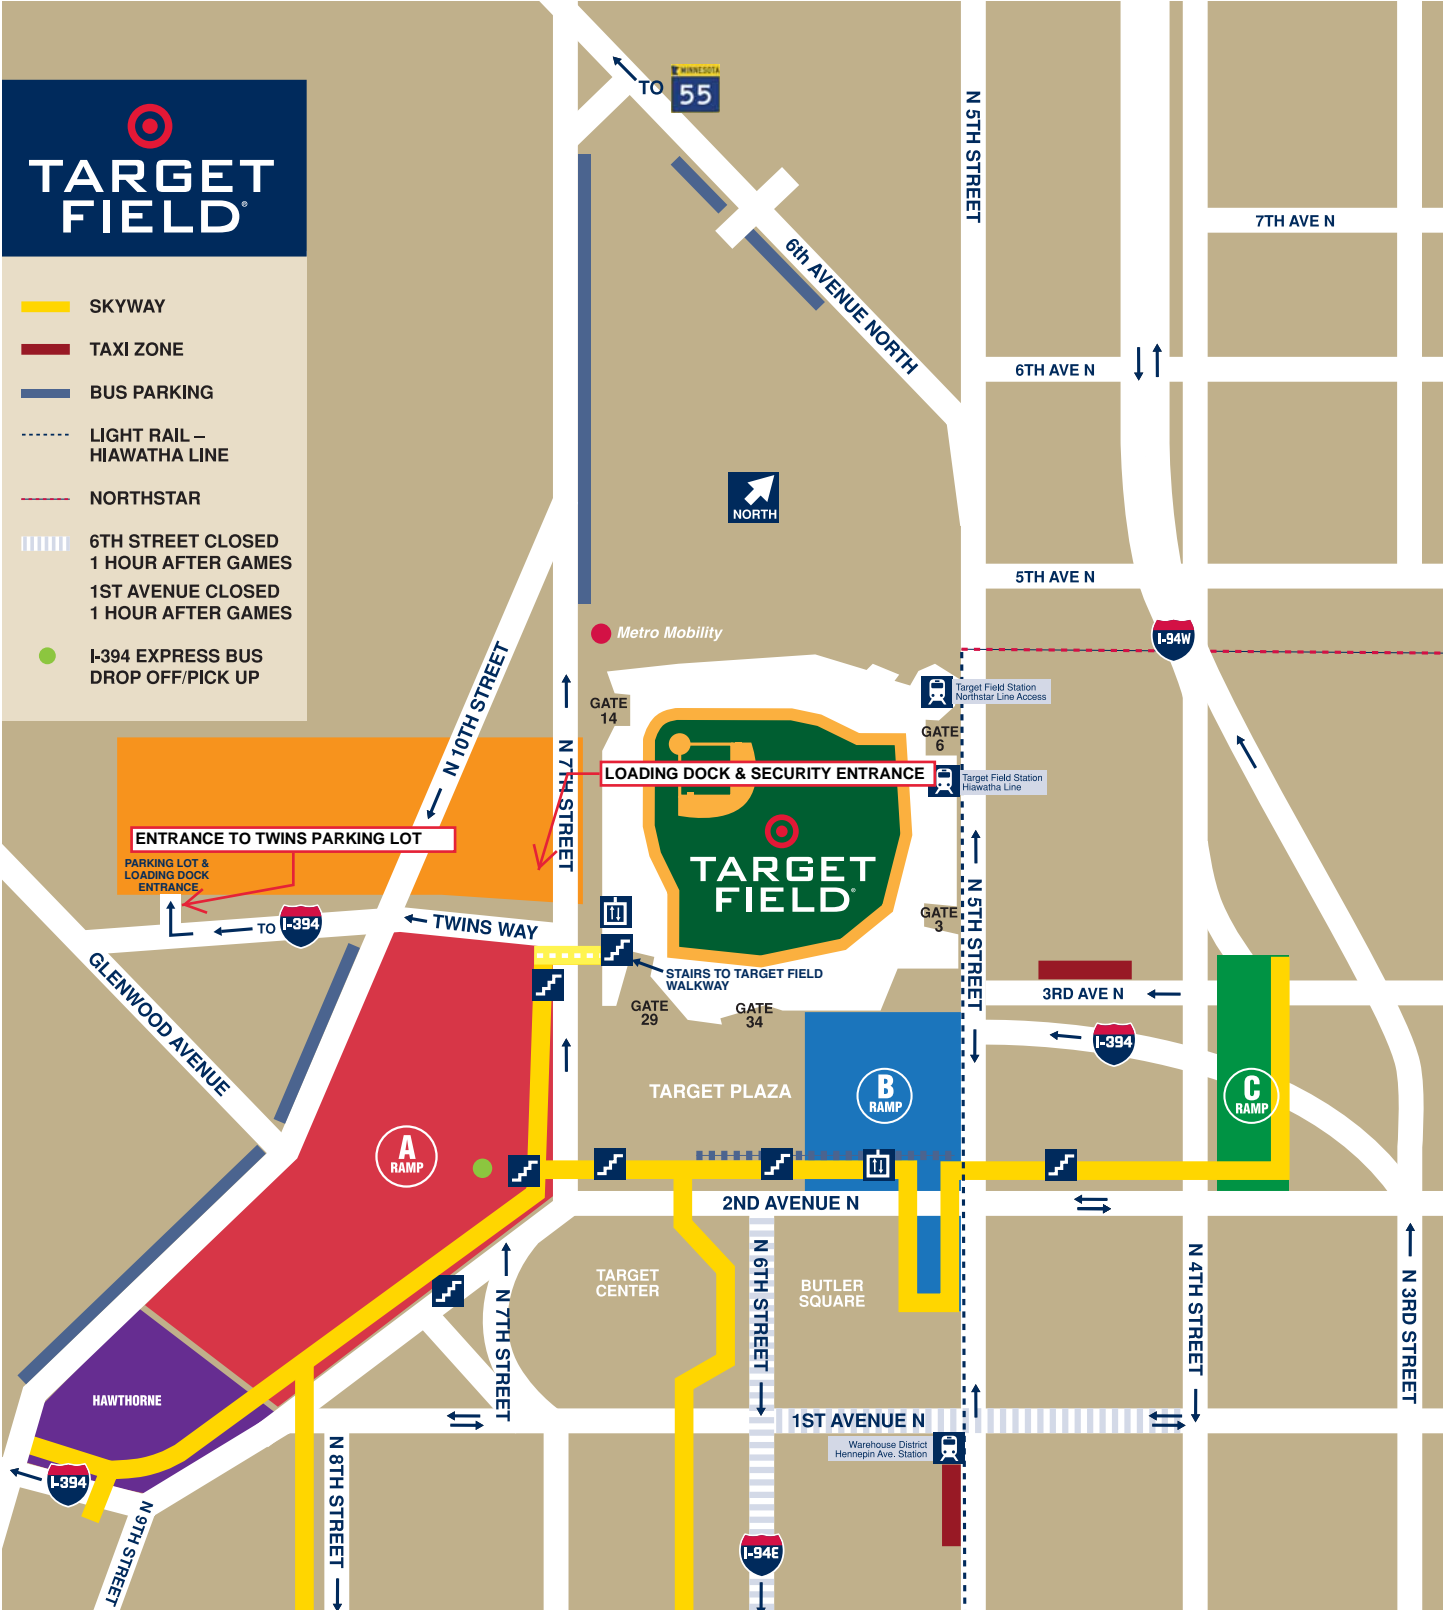 TARGET
FIELD®
SKYWAY
TAXI ZONE
BUS PARKING
LIGHT RAIL –
HIAWATHA LINE
NORTHSTAR
6TH STREET CLOSED
1 HOUR AFTER GAMES
1ST AVENUE CLOSED
1 HOUR AFTER GAMES
I-394 EXPRESS BUS
DROP OFF/PICK UP
TO
MINNESOTA
55
N 5TH STREET
7TH AVE N
6th AVENUE NORTH
6TH AVE N
NORTH
5TH AVE N
Metro Mobility
I-94W
N 10TH STREET
GATE
14
Target Field Station
Northstar Line Access
GATE
6
N 7TH STREET
LOADING DOCK & SECURITY ENTRANCE
Target Field Station
Hiawatha Line
ENTRANCE TO TWINS PARKING LOT
PARKING LOT &
LOADING DOCK
ENTRANCE
TARGET
FIELD®
TO
I-394
TWINS WAY
GATE
3
N 5TH STREET
GLENWOOD AVENUE
STAIRS TO TARGET FIELD
WALKWAY
GATE
29
GATE
34
3RD AVE N
I-394
TARGET PLAZA
B
RAMP
C
RAMP
A
RAMP
2ND AVENUE N
TARGET
CENTER
BUTLER
SQUARE
N 6TH STREET
N 7TH STREET
N 4TH STREET
N 3RD STREET
HAWTHORNE
1ST AVENUE N
Warehouse District
Hennepin Ave. Station
I-394
N 8TH STREET
N 9TH STREET
I-94E